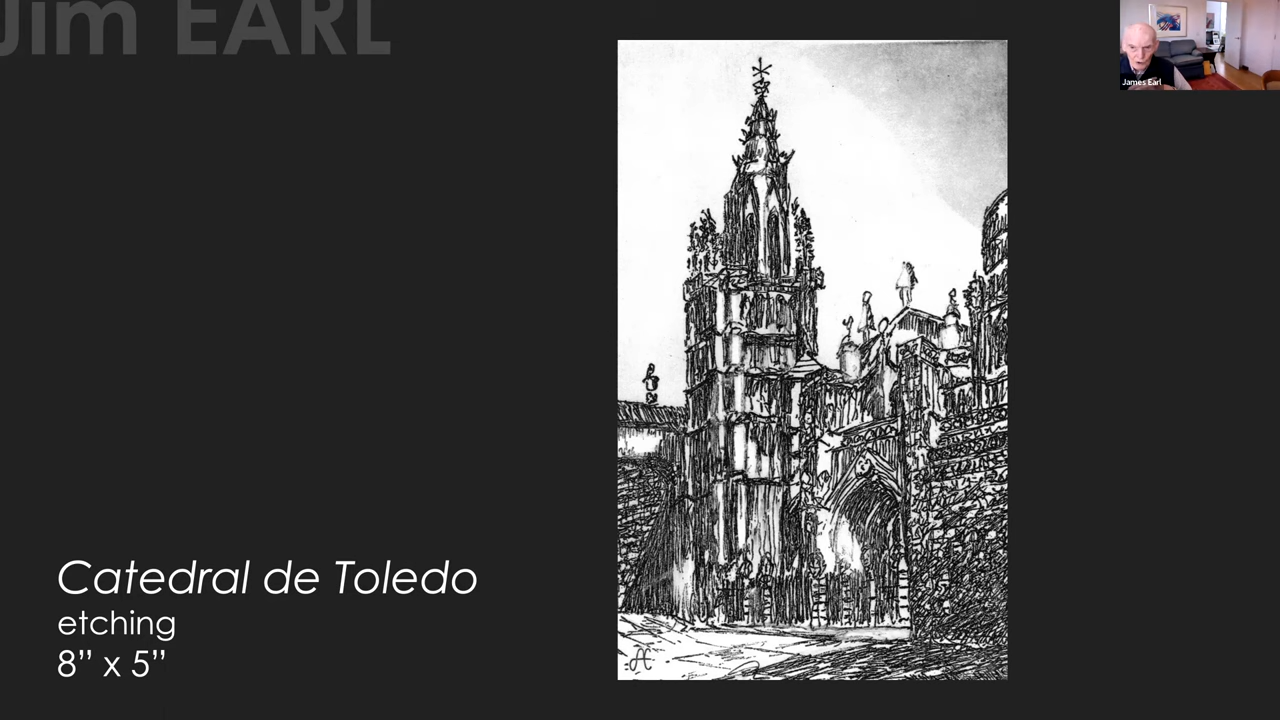 Jim EARL
James Earl
Catedral de Toledo
etching
8” x 5”